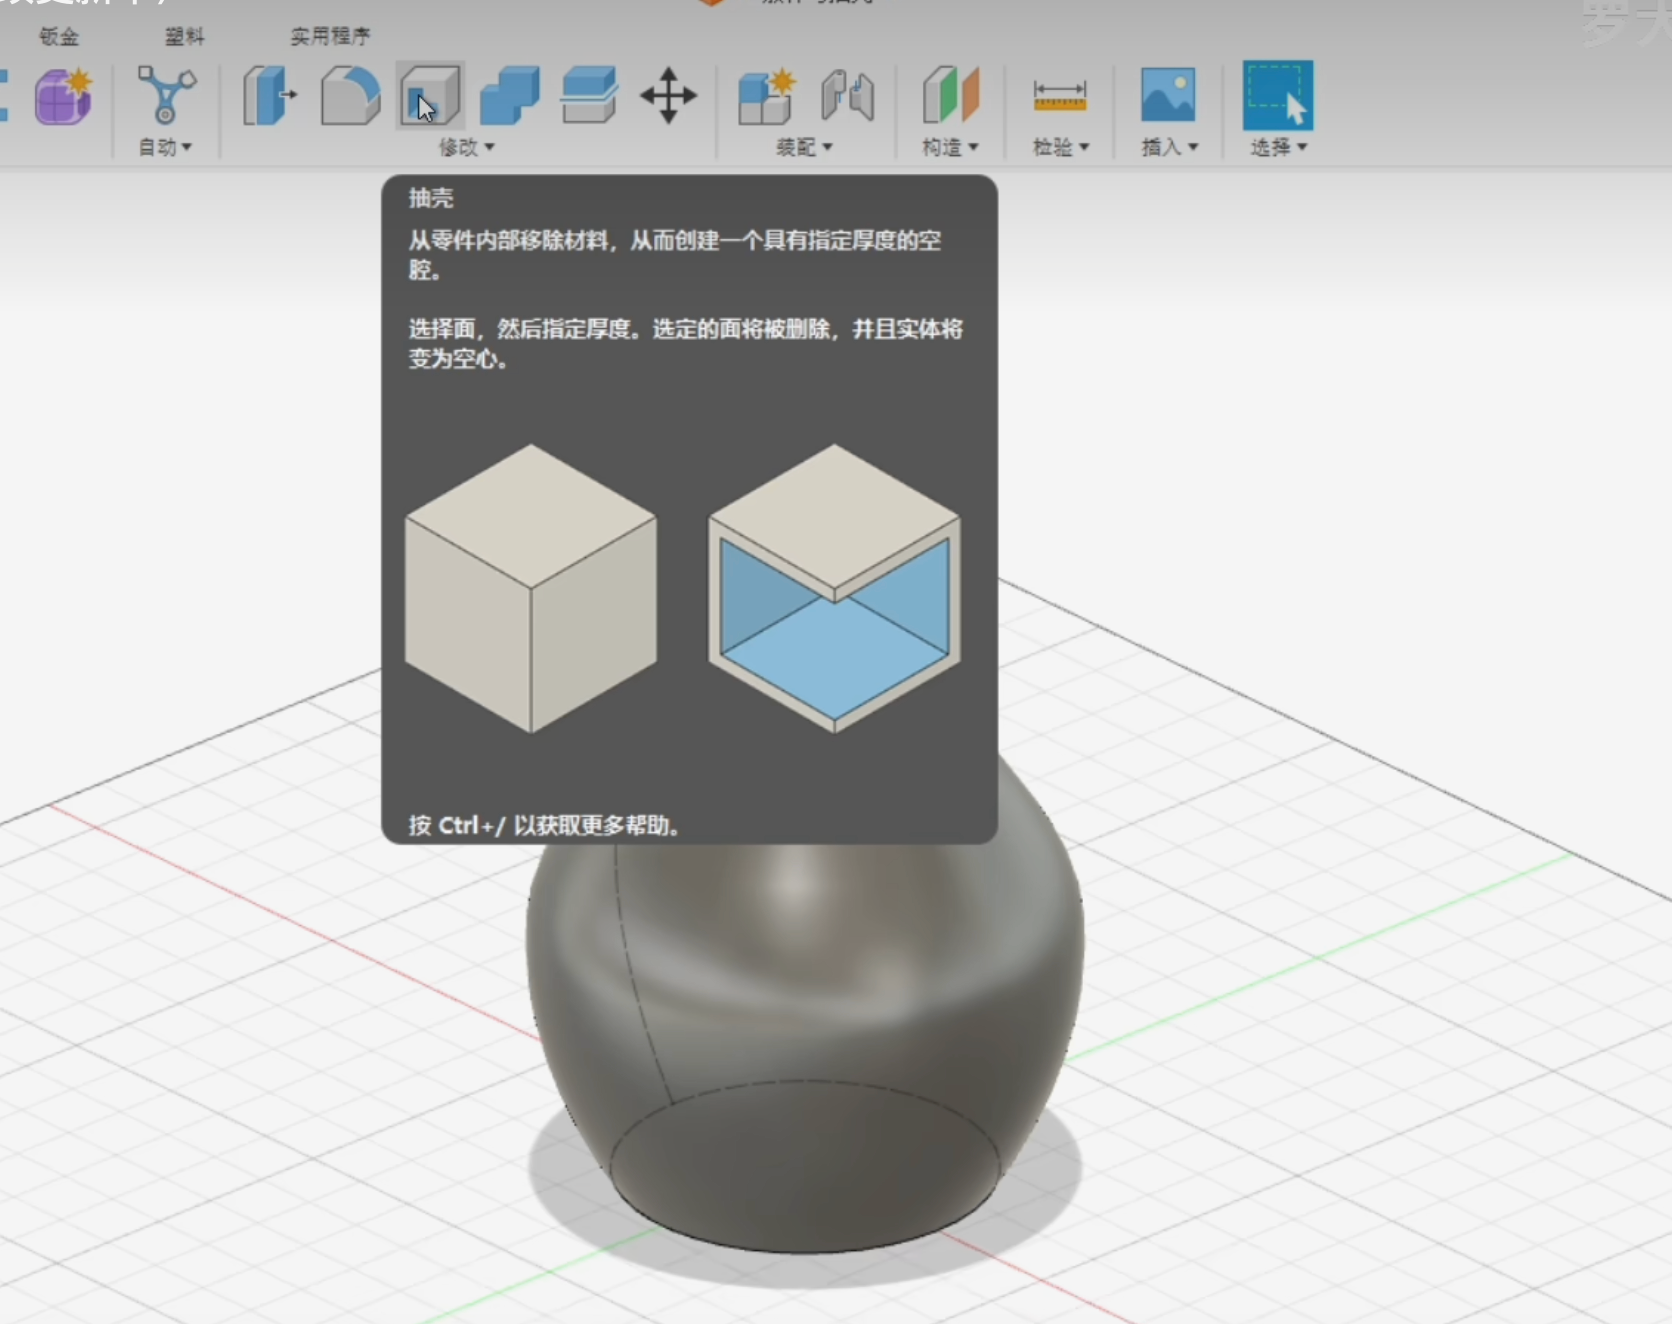 钣金 塑料 实用程序
自动 修改 装配 构造 检验 插入 选择
抽壳
从零件内部移除材料，从而创建一个具有指定厚度的空
腔。
选择面，然后指定厚度。选定的面将被删除，并且实体将
变为空心。
按 Ctrl+/ 以获取更多帮助。